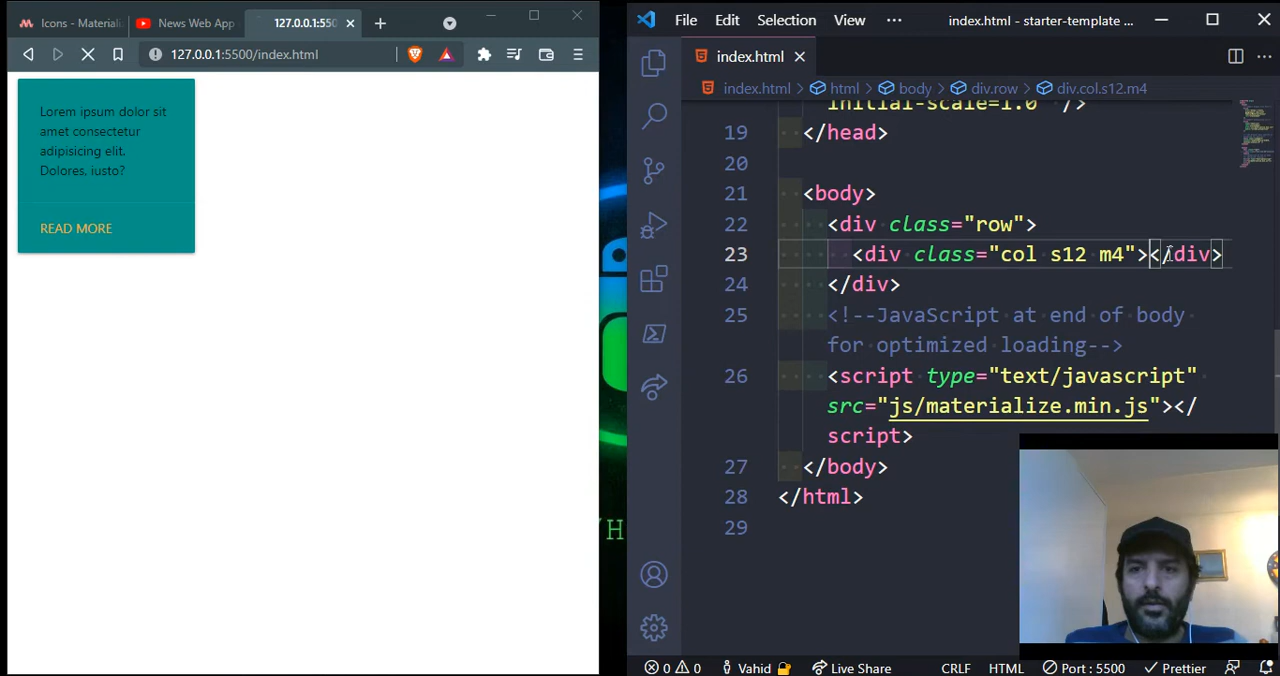 Icons - Materiali
News Web App
127.0.0.1:550
127.0.0.1:5500/index.html
Lorem ipsum dolor sit
amet consectetur
adipisicing elit.
Dolores, iusto?
READ MORE
File Edit Selection View ··· index.html - starter-template ...
index.html
index.html > html > body > div.row > div.col.s12.m4
initial-scale=1.0" />
19 </head>
20
21 <body>
22 <div class="row">
23 <div class="col s12 m4"></div>
24 </div>
25 <!--JavaScript at end of body
for optimized loading-->
26 <script type="text/javascript"
src="js/materialize.min.js"></
script>
27 </body>
28 </html>
29
/H
0 0 Vahid Live Share CRLF HTML Port : 5500 Prettier